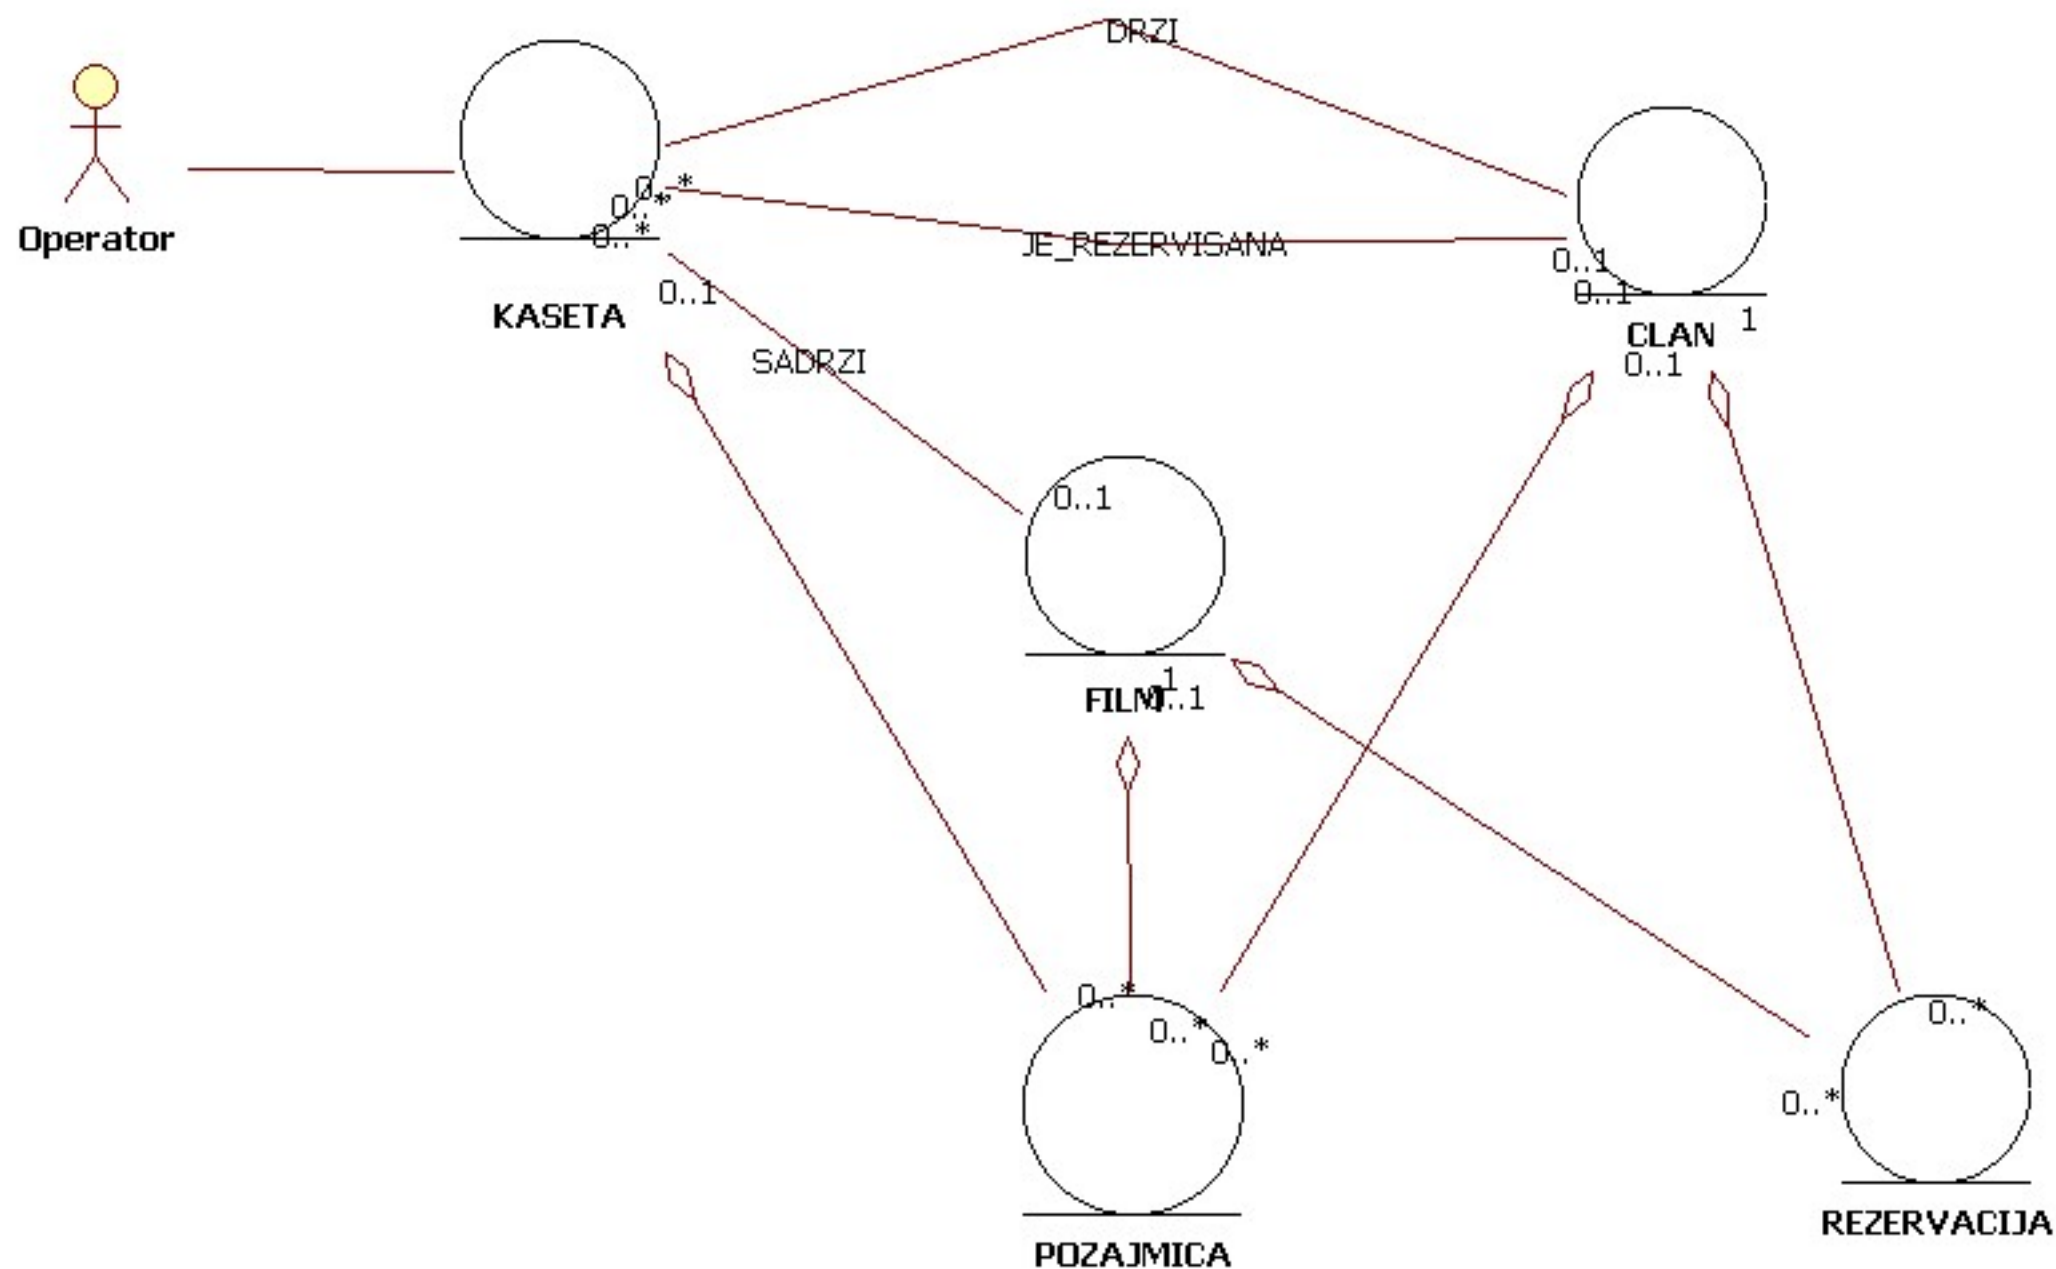 DRZI
Operator
0..*
0..*
0..*
JE_REZERVISANA
0..1
0..1
0..1
KASETA
1
CLAN
SADRZI
0..1
0..1
1
FILM
0..1
0..*
0..*
0..*
0..*
0..*
REZERVACIJA
POZAJMICA